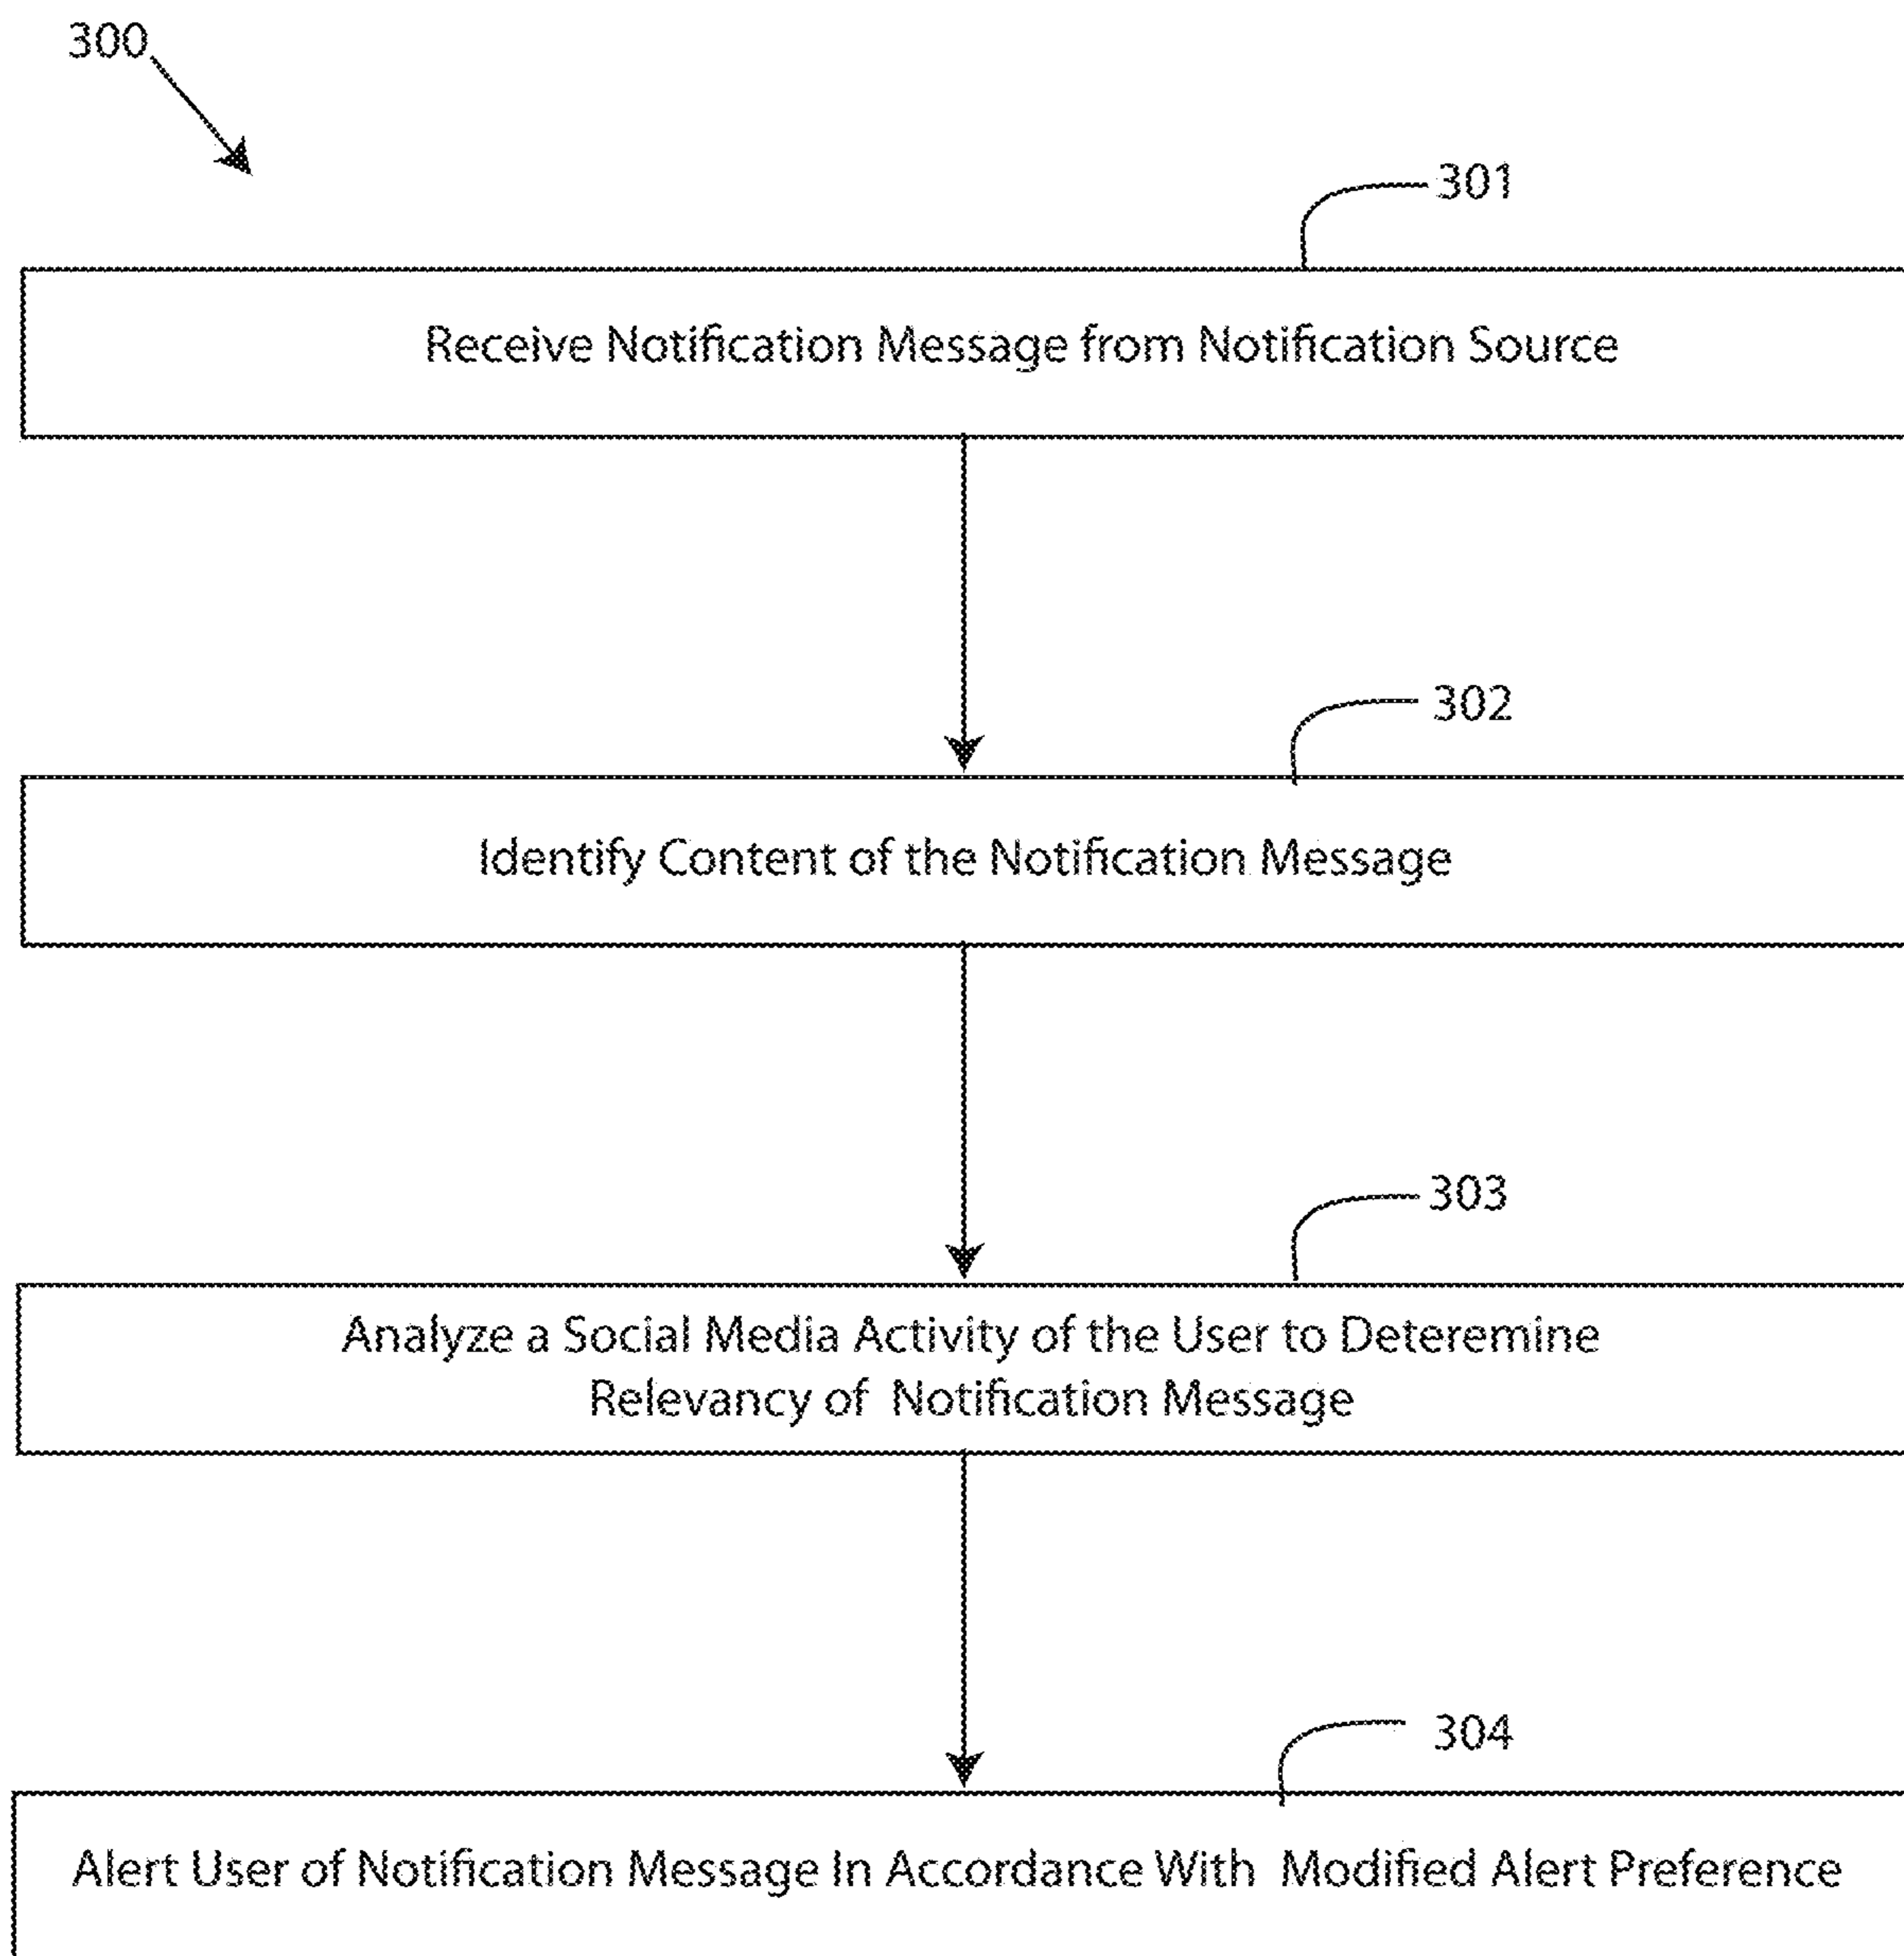 300
301
Receive Notification Message from Notification Source
302
Identify Content of the Notification Message
303
Analyze a Social Media Activity of the User to Deteremine
Relevancy of Notification Message
304
Alert User of Notification Message In Accordance With Modified Alert Preference